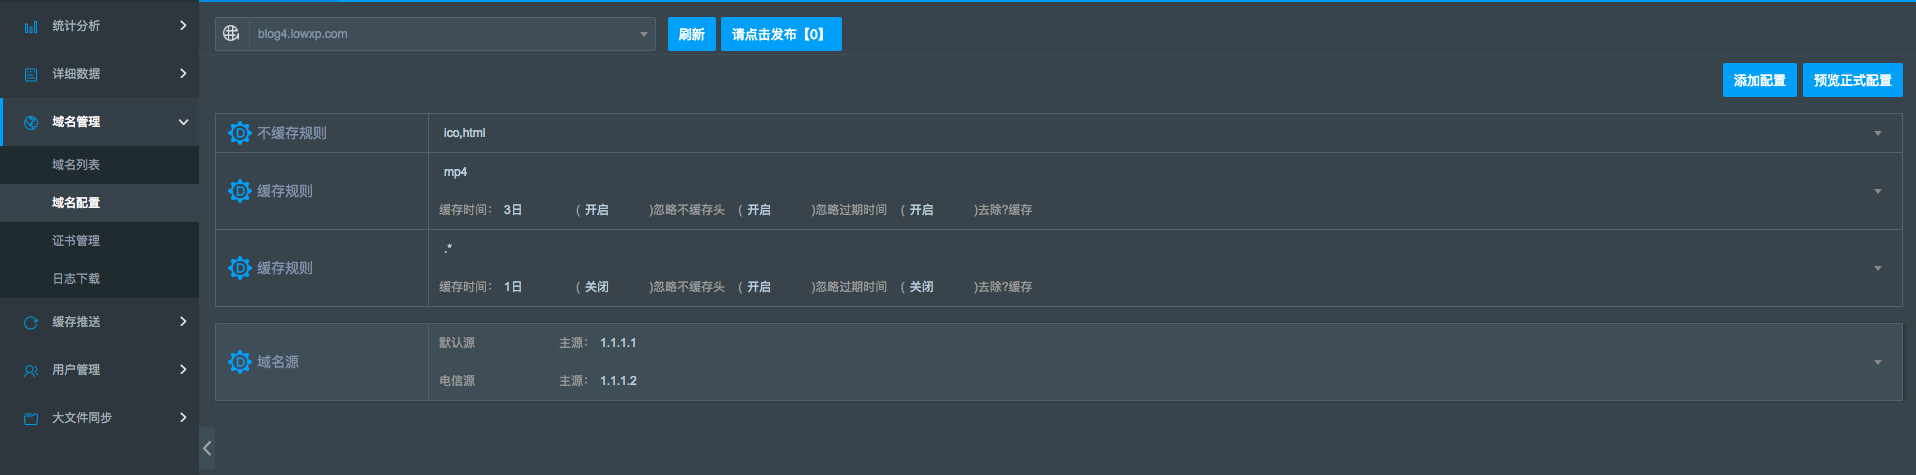 统计分析
详细数据
域名管理
域名列表
域名配置
证书管理
日志下载
缓存推送
用户管理
大文件同步
blog4.lowxp.com
刷新
请点击发布【0】
添加配置
预览正式配置
不缓存规则
ico,html
缓存规则
mp4
缓存时间： 3日 ( 开启 )忽略不缓存头 ( 开启 )忽略过期时间 ( 开启 )去除?缓存
缓存规则
.*
缓存时间： 1日 ( 关闭 )忽略不缓存头 ( 开启 )忽略过期时间 ( 关闭 )去除?缓存
域名源
默认源 主源： 1.1.1.1
电信源 主源： 1.1.1.2